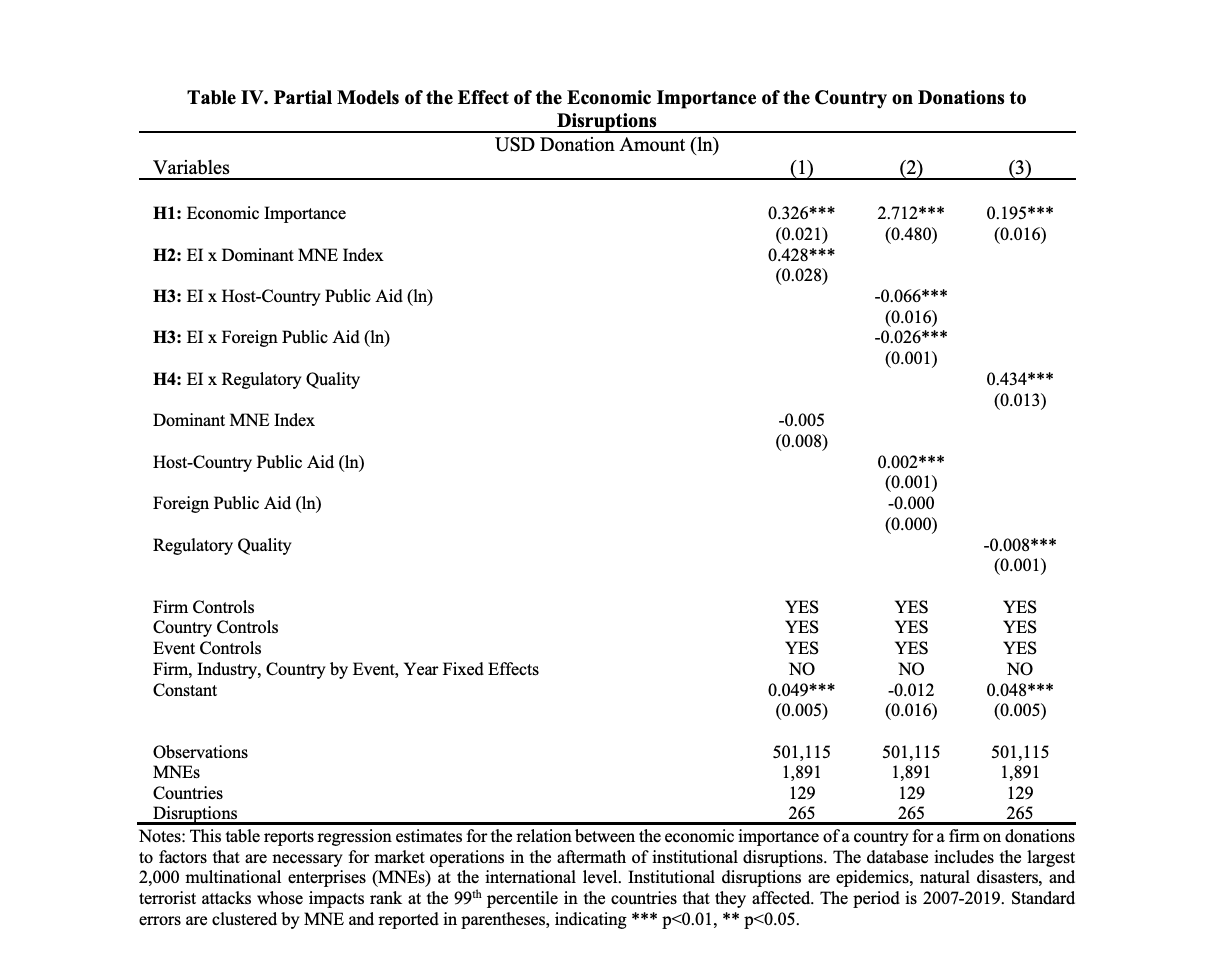 Table IV. Partial Models of the Effect of the Economic Importance of the Country on Donations to
Disruptions
USD Donation Amount (ln)
Variables (1) (2) (3)
H1: Economic Importance 0.326*** 2.712*** 0.195***
(0.021) (0.480) (0.016)
H2: EI x Dominant MNE Index 0.428***
(0.028)
H3: EI x Host-Country Public Aid (ln) -0.066***
(0.016)
H3: EI x Foreign Public Aid (ln) -0.026***
(0.001)
H4: EI x Regulatory Quality 0.434***
(0.013)
Dominant MNE Index -0.005
(0.008)
Host-Country Public Aid (ln) 0.002***
(0.001)
Foreign Public Aid (ln) -0.000
(0.000)
Regulatory Quality -0.008***
(0.001)
Firm Controls YES YES YES
Country Controls YES YES YES
Event Controls YES YES YES
Firm, Industry, Country by Event, Year Fixed Effects NO NO NO
Constant 0.049*** -0.012 0.048***
(0.005) (0.016) (0.005)
Observations 501,115 501,115 501,115
MNEs 1,891 1,891 1,891
Countries 129 129 129
Disruptions 265 265 265
Notes: This table reports regression estimates for the relation between the economic importance of a country for a firm on donations
to factors that are necessary for market operations in the aftermath of institutional disruptions. The database includes the largest
2,000 multinational enterprises (MNEs) at the international level. Institutional disruptions are epidemics, natural disasters, and
terrorist attacks whose impacts rank at the 99th percentile in the countries that they affected. The period is 2007-2019. Standard
errors are clustered by MNE and reported in parentheses, indicating *** p<0.01, ** p<0.05.